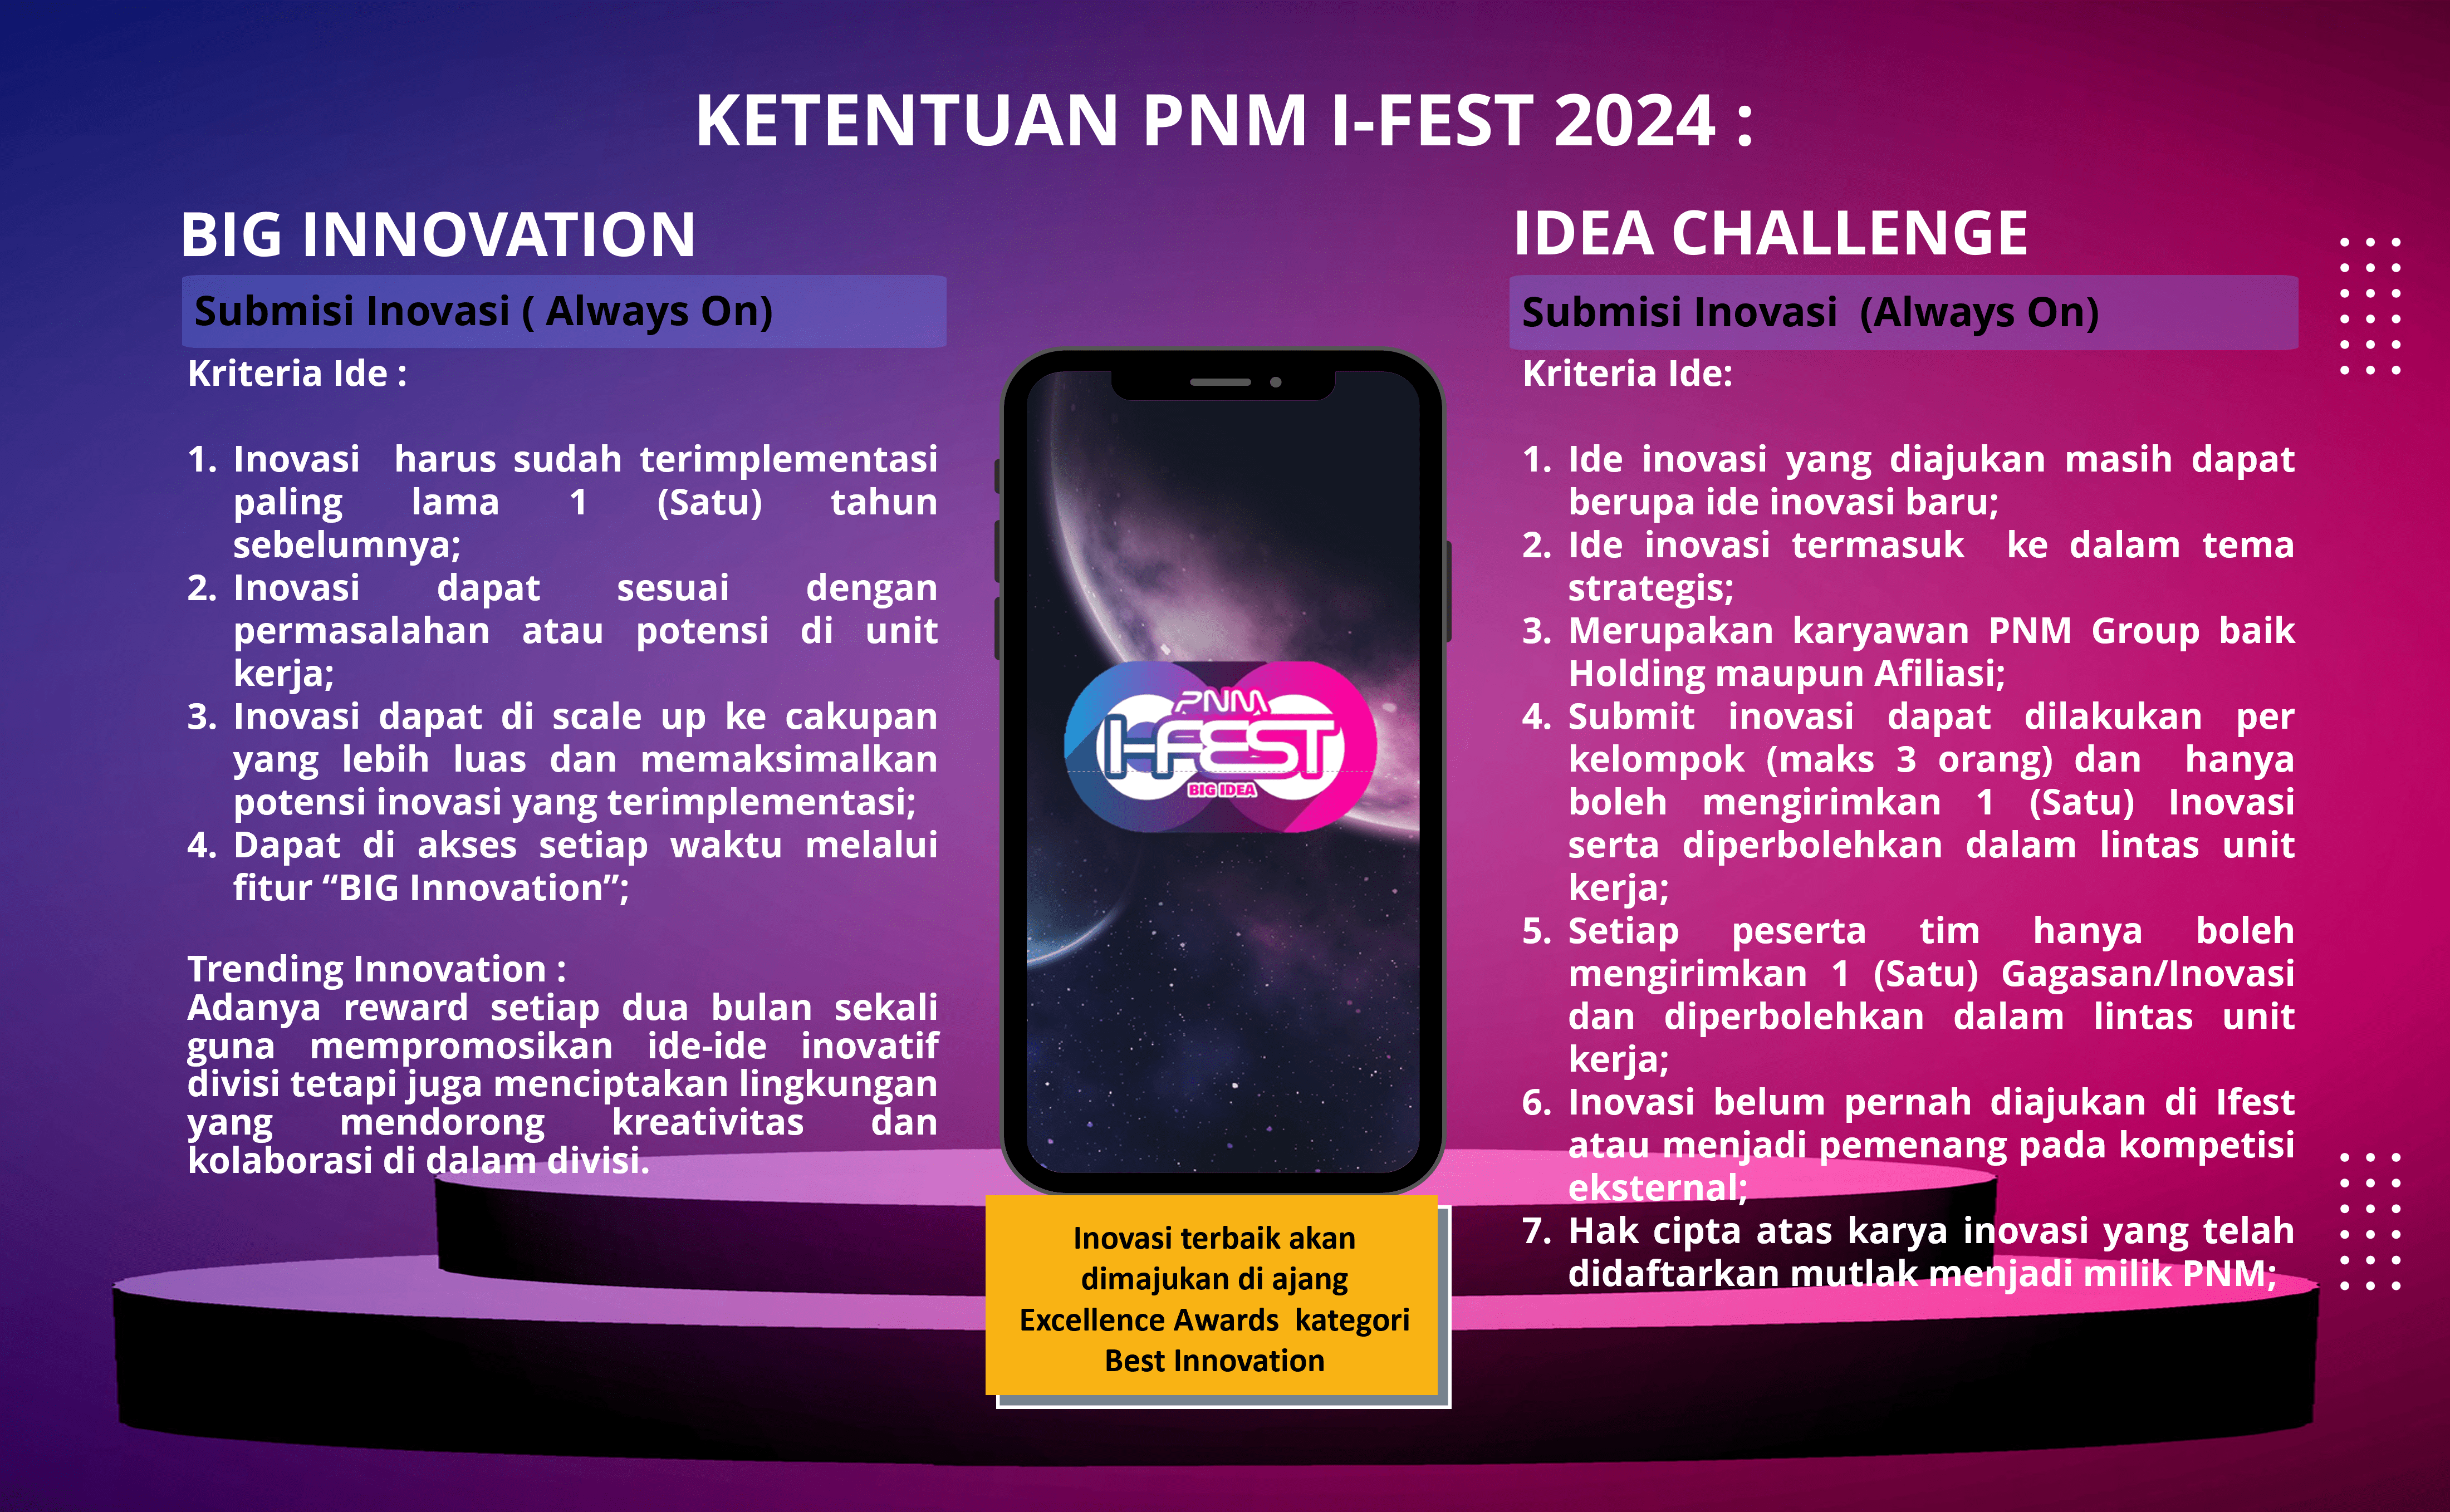 KETENTUAN PNM I-FEST 2024 :
BIG INNOVATION
Submisi Inovasi ( Always On)
Kriteria Ide :
1. Inovasi harus sudah terimplementasi
paling lama 1 (Satu) tahun
sebelumnya;
2. Inovasi dapat sesuai dengan
permasalahan atau potensi di unit
kerja;
3. Inovasi dapat di scale up ke cakupan
yang lebih luas dan memaksimalkan
potensi inovasi yang terimplementasi;
4. Dapat di akses setiap waktu melalui
fitur “BIG Innovation”;
Trending Innovation :
Adanya reward setiap dua bulan sekali
guna mempromosikan ide-ide inovatif
divisi tetapi juga menciptakan lingkungan
yang mendorong kreativitas dan
kolaborasi di dalam divisi.
PNM
I-FEST
BIG IDEA
Inovasi terbaik akan
dimajukan di ajang
Excellence Awards kategori
Best Innovation
IDEA CHALLENGE
Submisi Inovasi (Always On)
Kriteria Ide:
1. Ide inovasi yang diajukan masih dapat
berupa ide inovasi baru;
2. Ide inovasi termasuk ke dalam tema
strategis;
3. Merupakan karyawan PNM Group baik
Holding maupun Afiliasi;
4. Submit inovasi dapat dilakukan per
kelompok (maks 3 orang) dan hanya
boleh mengirimkan 1 (Satu) Inovasi
serta diperbolehkan dalam lintas unit
kerja;
5. Setiap peserta tim hanya boleh
mengirimkan 1 (Satu) Gagasan/Inovasi
dan diperbolehkan dalam lintas unit
kerja;
6. Inovasi belum pernah diajukan di Ifest
atau menjadi pemenang pada kompetisi
eksternal;
7. Hak cipta atas karya inovasi yang telah
didaftarkan mutlak menjadi milik PNM;